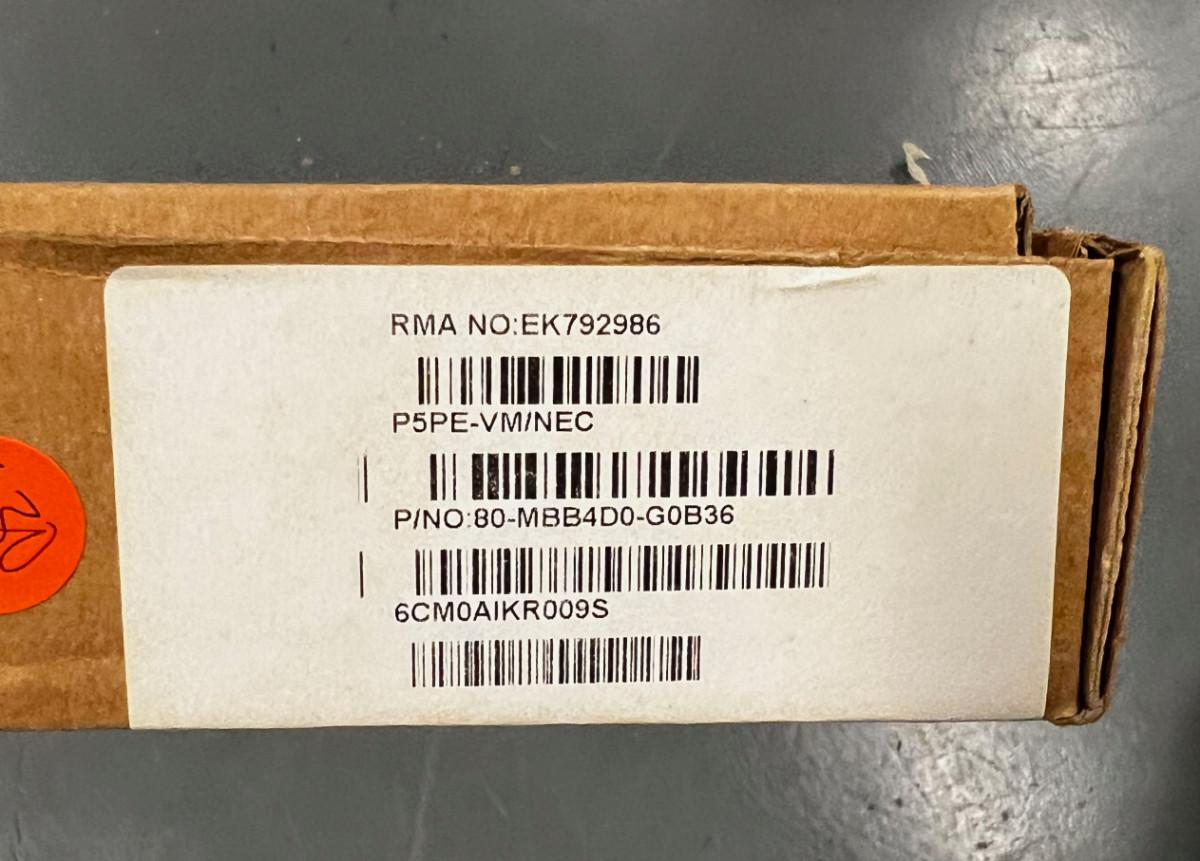 RMA NO:EK792986
P5PE-VM/NEC
P/NO:80-MBB4D0-G0B36
6CM0AIKR009S